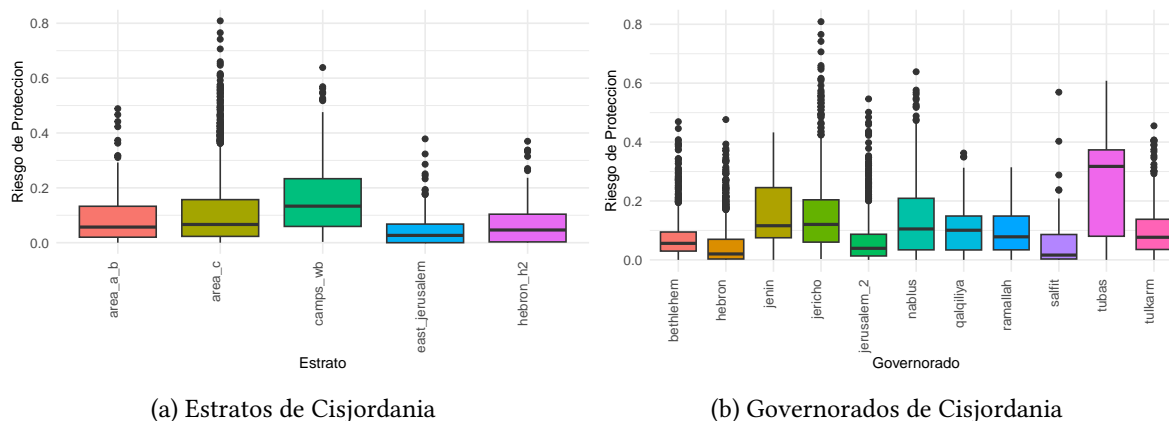 Riesgo de Proteccion
0.8
0.6
0.4
0.2
0.0
area_a_b
area_c
camps_wb
east_jerusalem
hebron_h2
Estrato
(a) Estratos de Cisjordania
Riesgo de Proteccion
0.8
0.6
0.4
0.2
0.0
bethlehem
hebron
jenin
jericho
jerusalem_2
nablus
qalqiliya
ramallah
salfit
tubas
tulkarm
Governorado
(b) Governorados de Cisjordania